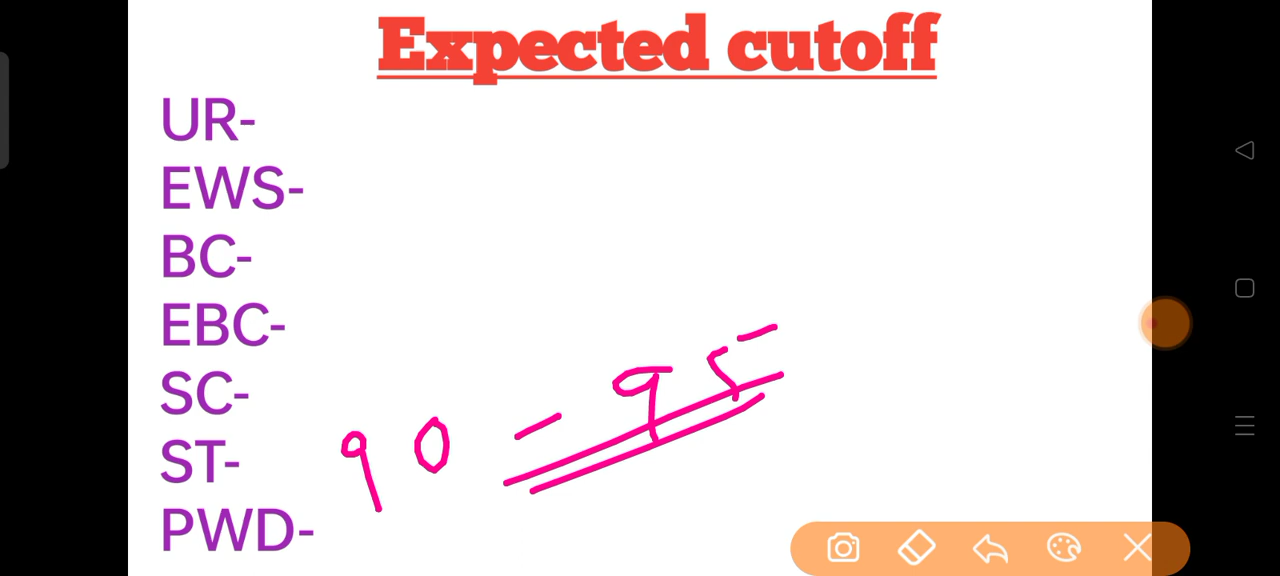 Expected cutoff
UR-
EWS-
BC-
EBC-
SC-
ST- 90-95
PWD-